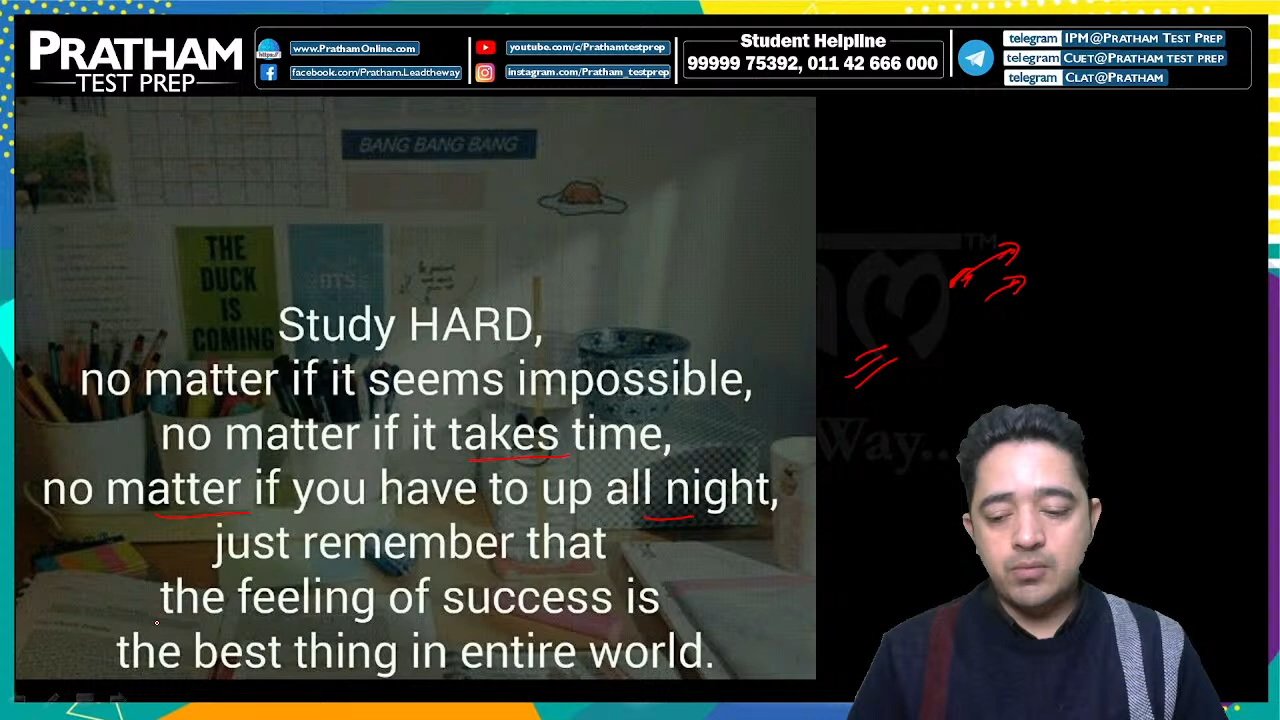 PRATHAM
TEST PREP
https://
www.PrathamOnline.com
facebook.com/Pratham.Leadtheway
youtube.com/c/Prathamtestprep
instagram.com/Pratham_testprep
Student Helpline
99999 75392, 011 42 666 000
telegram IPM@PRATHAM TEST PREP
telegram CUET@PRATHAM TEST PREP
telegram CLAT@PRATHAM
BANG BANG BANG
THE
DUCK
IS
COMING
BTS
TM
Way...
Study HARD,
no matter if it seems impossible,
no matter if it takes time,
no matter if you have to up all night,
just remember that
the feeling of success is
the best thing in entire world.